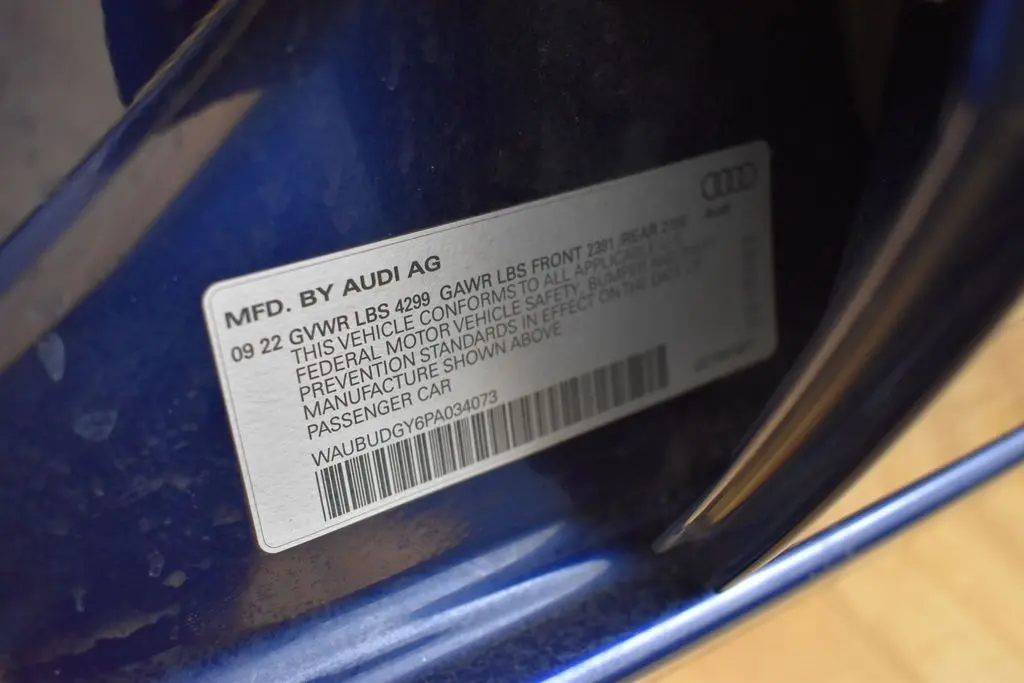 Audi
MFD. BY AUDI AG
09 22 GVWR LBS 4299 GAWR LBS FRONT 2381 /REAR
THIS VEHICLE CONFORMS TO ALL APPLICABLE
FEDERAL MOTOR VEHICLE SAFETY, BUMPER AND
PREVENTION STANDARDS IN EFFECT ON THE DATE OF
MANUFACTURE SHOWN ABOVE
PASSENGER CAR
WAUBUDGY6PA034073